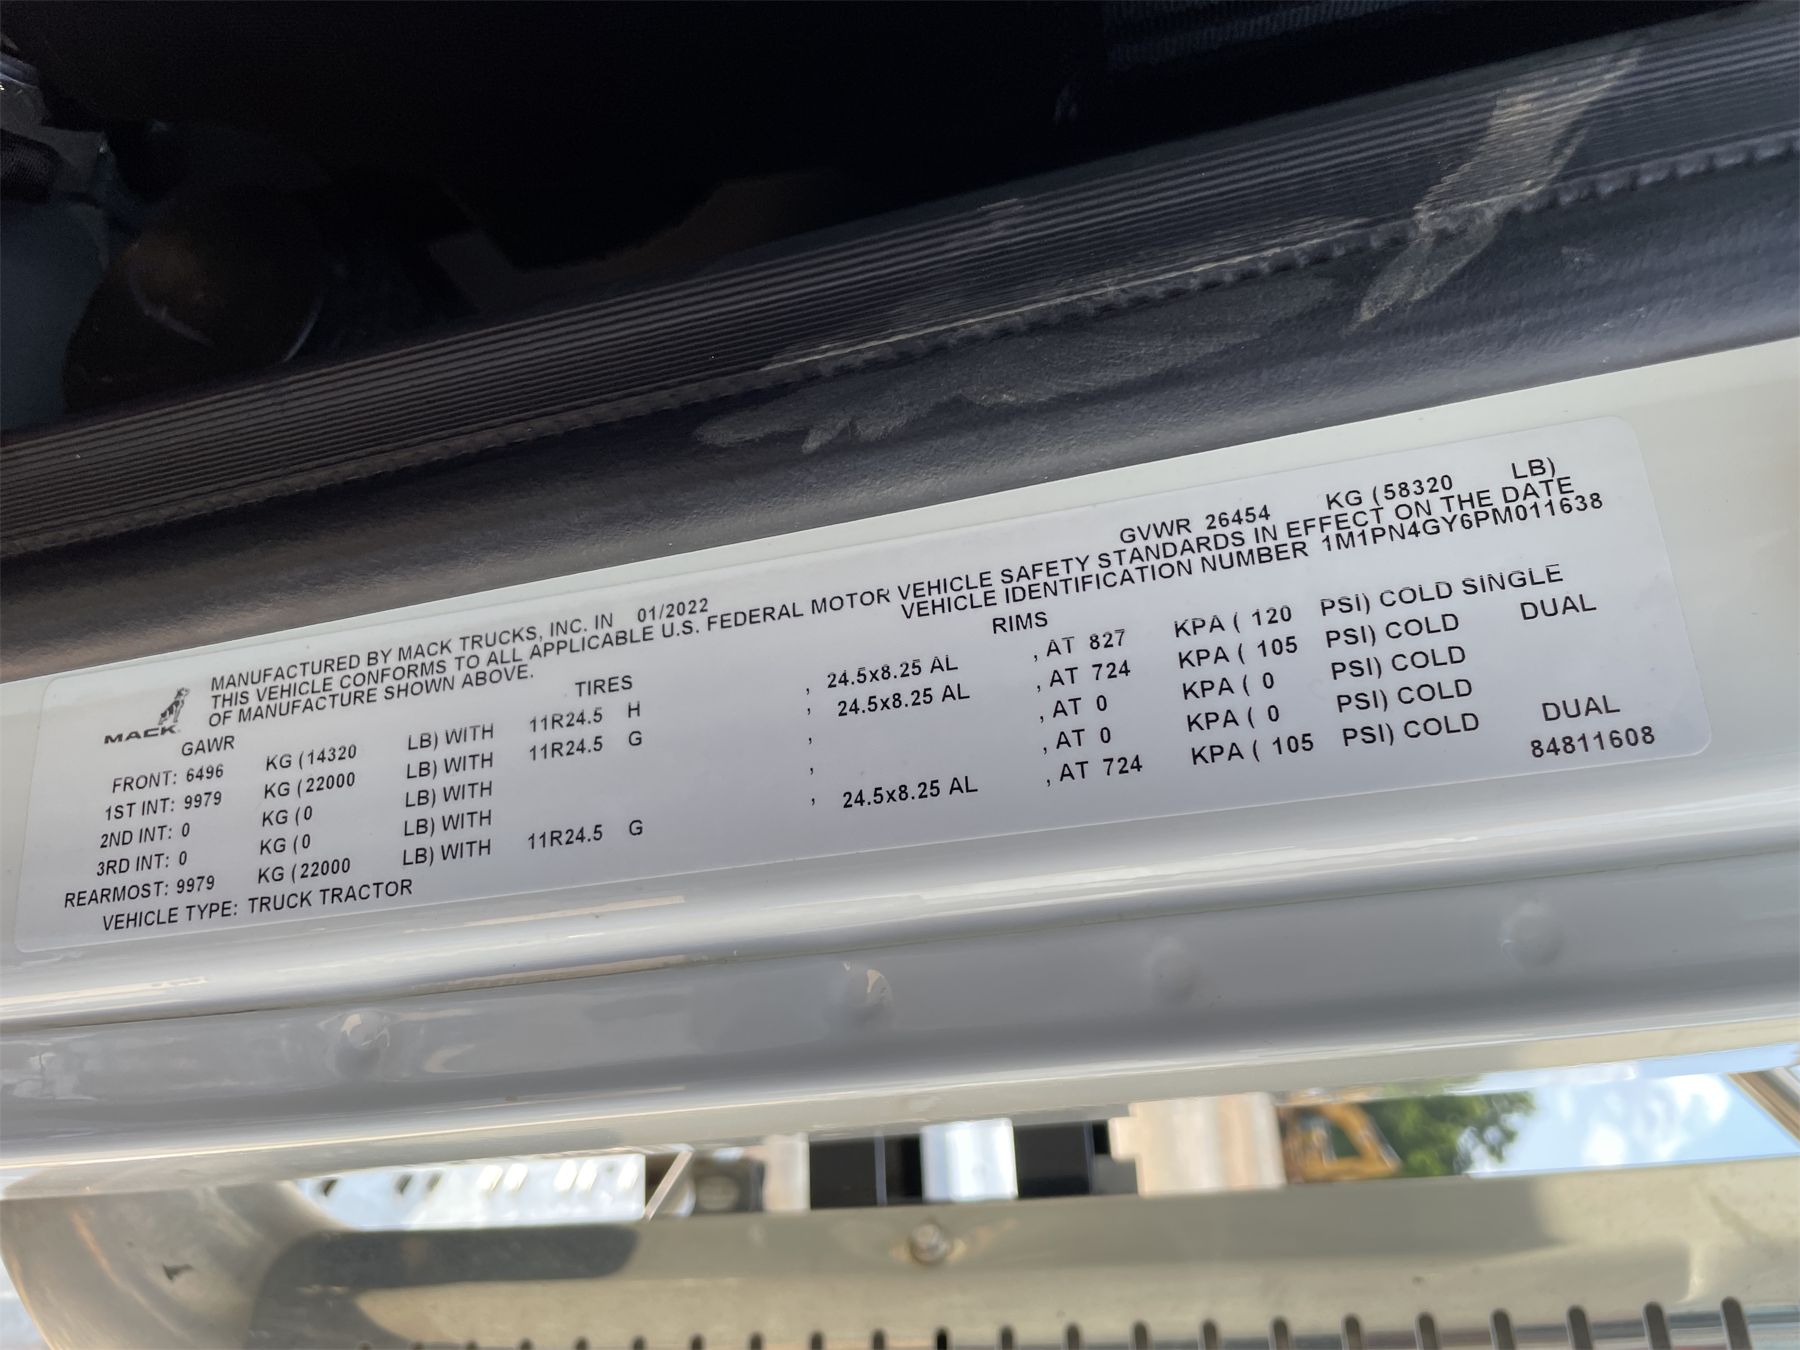 GVWR 26454 KG (58320 LB)
MANUFACTURED BY MACK TRUCKS, INC. IN 01/2022
THIS VEHICLE CONFORMS TO ALL APPLICABLE U.S. FEDERAL MOTOR VEHICLE SAFETY STANDARDS IN EFFECT ON THE DATE
OF MANUFACTURE SHOWN ABOVE. VEHICLE IDENTIFICATION NUMBER 1M1PN4GY6PM011638
MACK
GAWR TIRES RIMS
FRONT: 6496 KG (14320 LB) WITH 11R24.5 H , 24.5x8.25 AL , AT 827 KPA ( 120 PSI) COLD SINGLE
1ST INT: 9979 KG (22000 LB) WITH 11R24.5 G , 24.5x8.25 AL , AT 724 KPA ( 105 PSI) COLD DUAL
2ND INT: 0 KG (0 LB) WITH , , AT 0 KPA ( 0 PSI) COLD
3RD INT: 0 KG (0 LB) WITH , , AT 0 KPA ( 0 PSI) COLD
REARMOST: 9979 KG (22000 LB) WITH 11R24.5 G , 24.5x8.25 AL , AT 724 KPA ( 105 PSI) COLD DUAL
VEHICLE TYPE: TRUCK TRACTOR 84811608